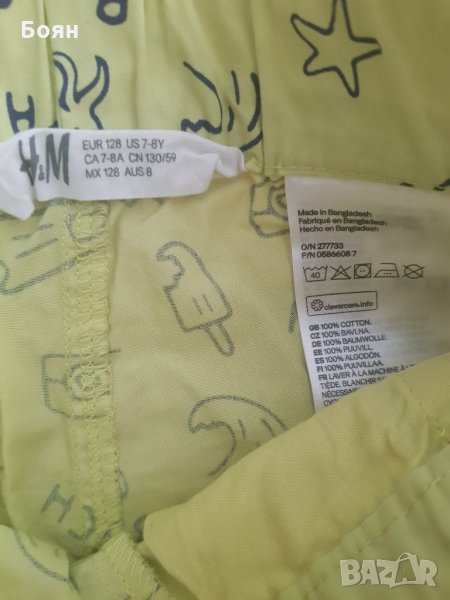 Боян
H&M
EUR 128 US 7-8Y
CA 7-8A CN 130/59
MX 128 AUS 8
Made in Bangladesh
Fabriqué en Bangladesh
Hecho en Bangladesh
O/N 277733
P/N 0586608 7
40
clevercare.info
GB 100% COTTON.
CZ 100% BAVLNA.
DE 100% BAUMWOLLE.
EE 100% PUUVILL.
ES 100% ALGODÓN.
FI 100% PUUVILLAA.
FR LAVER À LA MACHINE À
TIÈDE. BLANCHIR
NÉCESSAIRE.
BAZAR